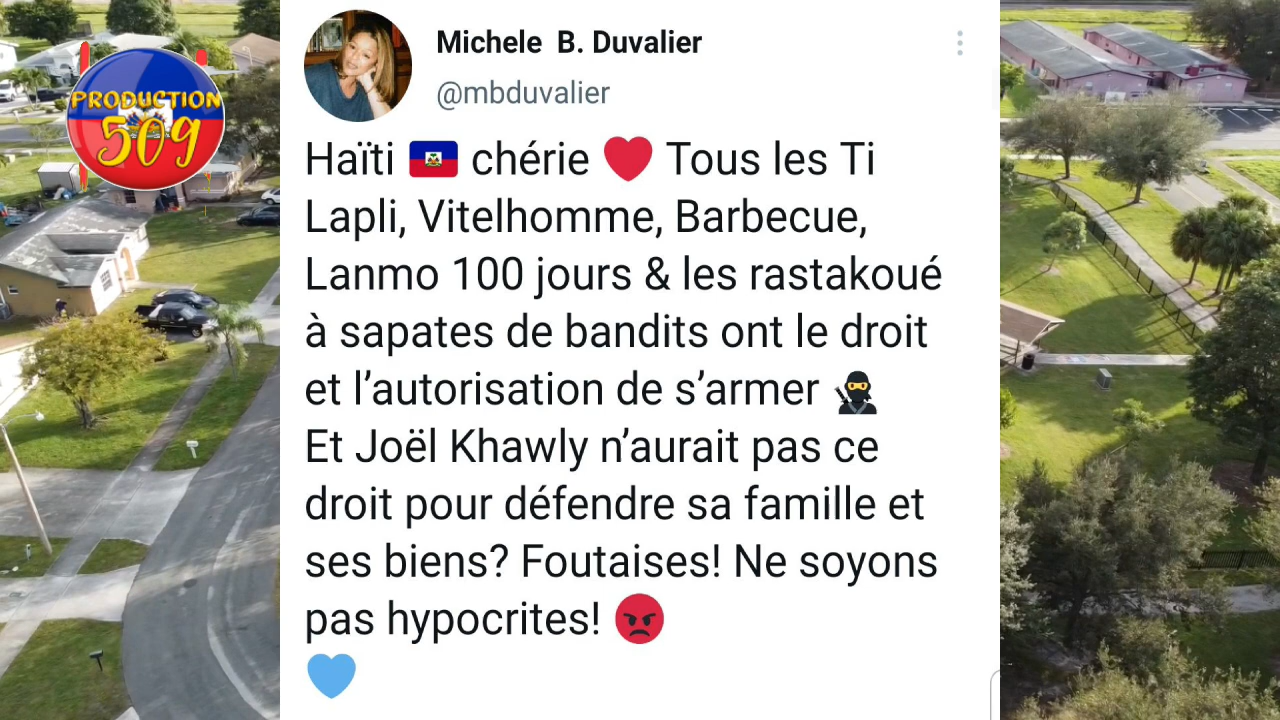 PRODUCTION
509
Michele B. Duvalier
@mbduvalier
Haïti 🇭🇹 chérie ❤️ Tous les Ti
Lapli, Vitelhomme, Barbecue,
Lanmo 100 jours & les rastakoué
à sapates de bandits ont le droit
et l’autorisation de s’armer 🥷
Et Joël Khawly n’aurait pas ce
droit pour défendre sa famille et
ses biens? Foutaises! Ne soyons
pas hypocrites! 😡
💙